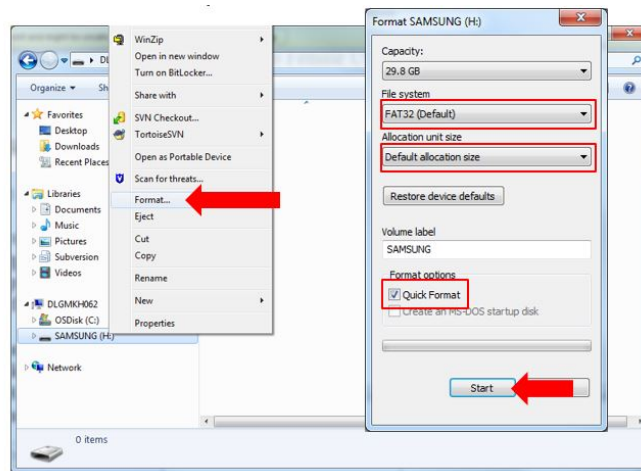 DL
Organize
Sh
Favorites
Desktop
Downloads
Recent Places
Libraries
Documents
Music
Pictures
Subversion
Videos
DLGMKH062
OSDisk (C:)
SAMSUNG (H:)
Network
0 items
WinZip
Open in new window
Turn on BitLocker...
Share with
SVN Checkout...
TortoiseSVN
Open as Portable Device
Scan for threats...
Format...
Eject
Cut
Copy
Rename
New
Properties
Format SAMSUNG (H:)
Capacity:
29.8 GB
File system
FAT32 (Default)
Allocation unit size
Default allocation size
Restore device defaults
Volume label
SAMSUNG
Format options
Quick Format
Create an MS-DOS startup disk
Start